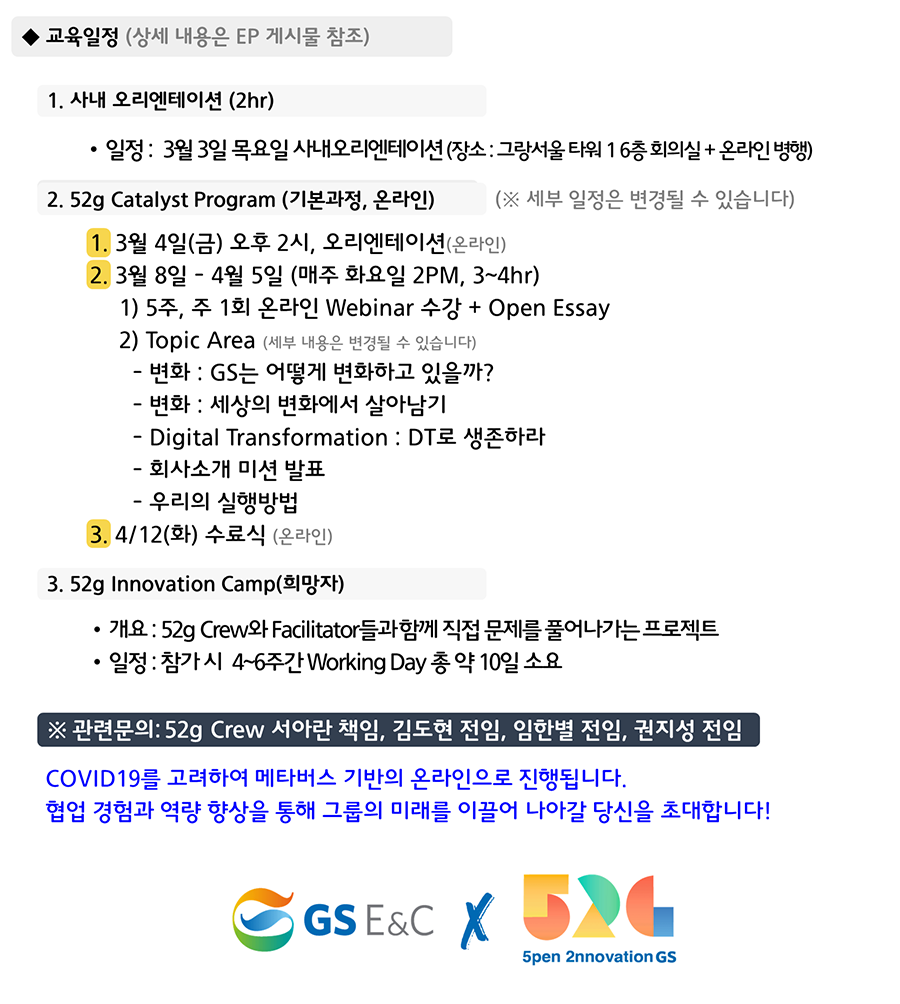 ◆ 교육일정 (상세 내용은 EP 게시물 참조)
1. 사내 오리엔테이션 (2hr)
• 일정 : 3월 3일 목요일 사내오리엔테이션 (장소 : 그랑서울 타워 1 6층 회의실 + 온라인 병행)
2. 52g Catalyst Program (기본과정, 온라인) (※ 세부 일정은 변경될 수 있습니다)
1. 3월 4일(금) 오후 2시, 오리엔테이션(온라인)
2. 3월 8일 – 4월 5일 (매주 화요일 2PM, 3~4hr)
1) 5주, 주 1회 온라인 Webinar 수강 + Open Essay
2) Topic Area (세부 내용은 변경될 수 있습니다)
- 변화 : GS는 어떻게 변화하고 있을까?
- 변화 : 세상의 변화에서 살아남기
- Digital Transformation : DT로 생존하라
- 회사소개 미션 발표
- 우리의 실행방법
3. 4/12(화) 수료식 (온라인)
3. 52g Innovation Camp(희망자)
• 개요 : 52g Crew와 Facilitator들과 함께 직접 문제를 풀어나가는 프로젝트
• 일정 : 참가 시 4~6주간 Working Day 총 약 10일 소요
※ 관련문의: 52g Crew 서아란 책임, 김도현 전임, 임한별 전임, 권지성 전임
COVID19를 고려하여 메타버스 기반의 온라인으로 진행됩니다.
협업 경험과 역량 향상을 통해 그룹의 미래를 이끌어 나아갈 당신을 초대합니다!
GS E&C X 52G
5pen 2nnovation GS